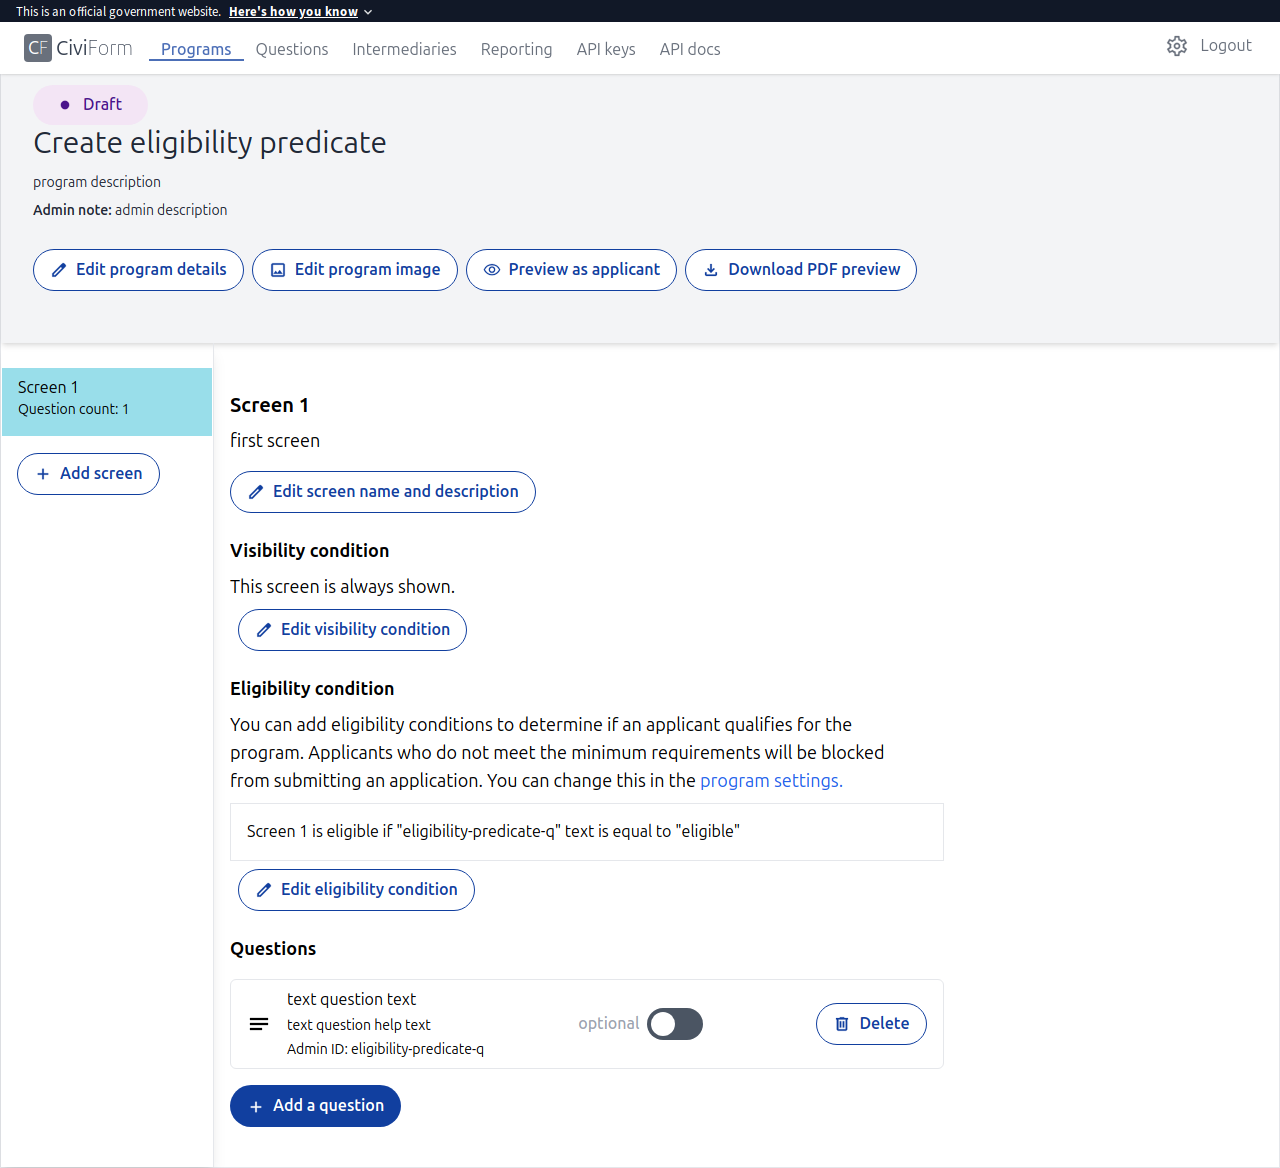 This is an official government website. Here's how you know
CF CiviForm Programs Questions Intermediaries Reporting API keys API docs Logout
Draft
Create eligibility predicate
program description
Admin note: admin description
Edit program details Edit program image Preview as applicant Download PDF preview
Screen 1
Question count: 1
Add screen
Screen 1
first screen
Edit screen name and description
Visibility condition
This screen is always shown.
Edit visibility condition
Eligibility condition
You can add eligibility conditions to determine if an applicant qualifies for the
program. Applicants who do not meet the minimum requirements will be blocked
from submitting an application. You can change this in the program settings.
Screen 1 is eligible if "eligibility-predicate-q" text is equal to "eligible"
Edit eligibility condition
Questions
text question text
text question help text
Admin ID: eligibility-predicate-q
optional
Delete
Add a question